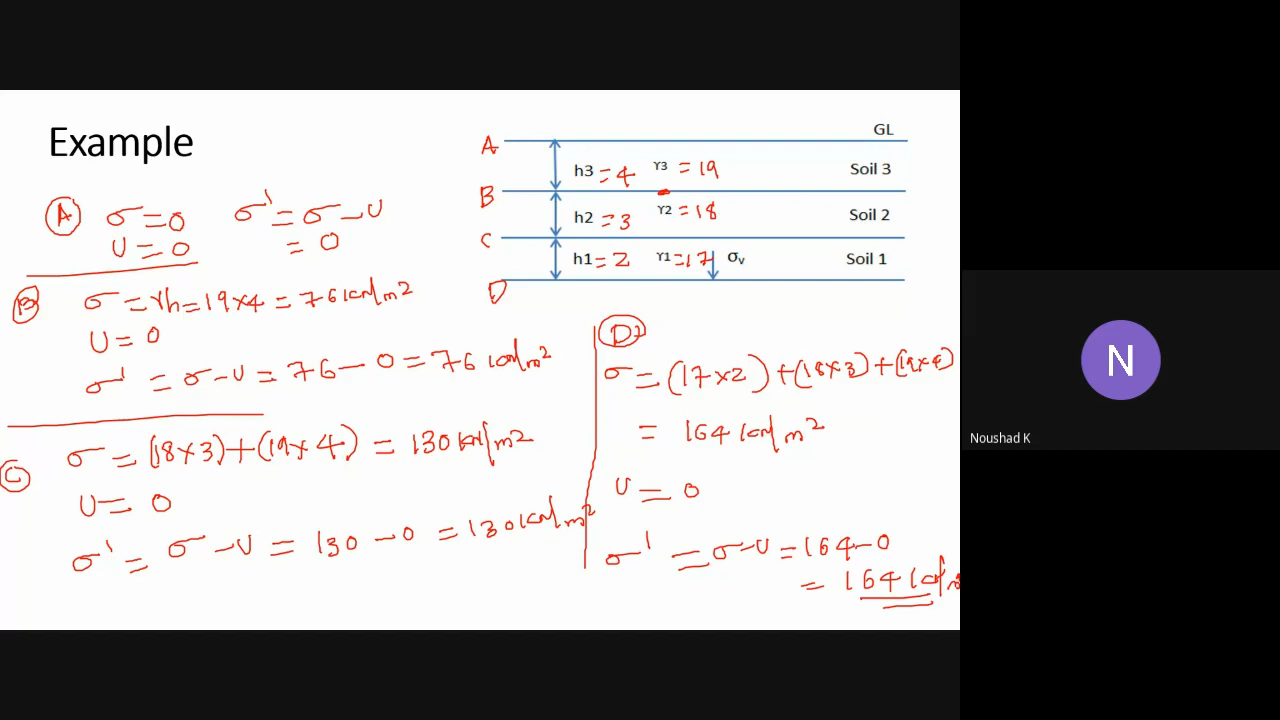 Example
A GL
h3 = 4 γ3 = 19 Soil 3
B
h2 = 3 γ2 = 18 Soil 2
C
h1 = 2 γ1 = 17 σv Soil 1
D
A σ = 0 σ' = σ - U
U = 0 = 0
B σ = γh = 19 x 4 = 76 kN/m2
U = 0
σ' = σ - U = 76 - 0 = 76 kN/m2
C σ = (18 x 3) + (19 x 4) = 130 kN/m2
U = 0
σ' = σ - U = 130 - 0 = 130 kN/m2
D
σ = (17 x 2) + (18 x 3) + (19 x 4)
= 164 kN/m2
U = 0
σ' = σ - U = 164 - 0
= 164 kN/m
N
Noushad K